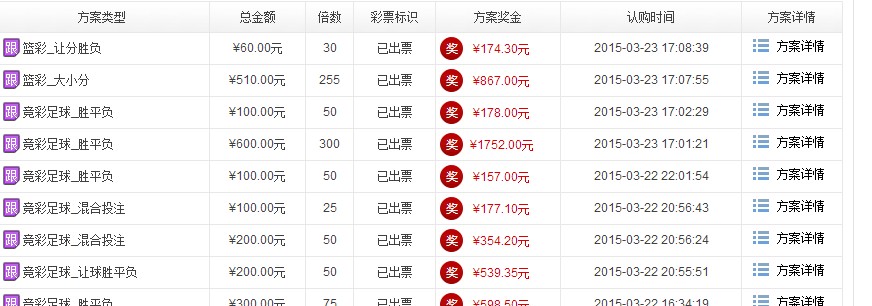 方案类型 总金额 倍数 彩票标识 方案奖金 认购时间 方案详情
跟 篮彩_让分胜负 ¥60.00元 30 已出票 奖 ¥174.30元 2015-03-23 17:08:39 方案详情
跟 篮彩_大小分 ¥510.00元 255 已出票 奖 ¥867.00元 2015-03-23 17:07:55 方案详情
跟 竞彩足球_胜平负 ¥100.00元 50 已出票 奖 ¥178.00元 2015-03-23 17:02:29 方案详情
跟 竞彩足球_胜平负 ¥600.00元 300 已出票 奖 ¥1752.00元 2015-03-23 17:01:21 方案详情
跟 竞彩足球_胜平负 ¥100.00元 50 已出票 奖 ¥157.00元 2015-03-22 22:01:54 方案详情
跟 竞彩足球_混合投注 ¥100.00元 25 已出票 奖 ¥177.10元 2015-03-22 20:56:43 方案详情
跟 竞彩足球_混合投注 ¥200.00元 50 已出票 奖 ¥354.20元 2015-03-22 20:56:24 方案详情
跟 竞彩足球_让球胜平负 ¥200.00元 50 已出票 奖 ¥539.35元 2015-03-22 20:55:51 方案详情
跟 竞彩足球_胜平负 ¥300.00元 75 已出票 奖 ¥598.50元 2015-03-22 16:34:19 方案详情